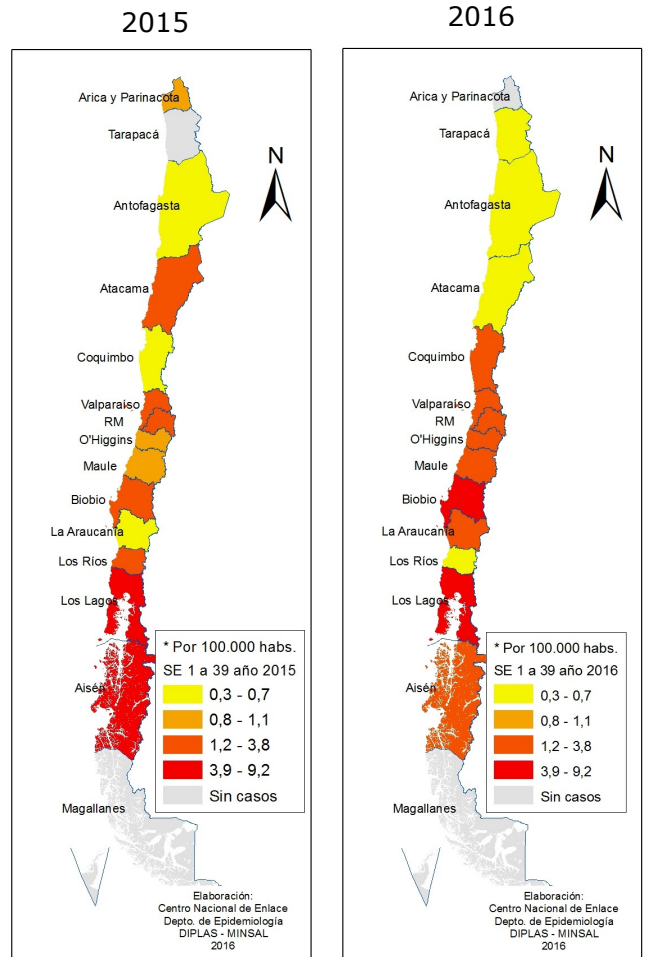 2015
Arica y Parinacota
Tarapacá
N
Antofagasta
Atacama
Coquimbo
Valparaiso
RM
O'Higgins
Maule
Biobio
La Araucanía
Los Ríos
Los Lagos
Aisén
Magallanes
* Por 100.000 habs.
SE 1 a 39 año 2015
0,3 - 0,7
0,8 - 1,1
1,2 - 3,8
3,9 - 9,2
Sin casos
Elaboración:
Centro Nacional de Enlace
Depto. de Epidemiología
DIPLAS - MINSAL
2016
2016
Arica y Parinacota
Tarapacá
N
Antofagasta
Atacama
Coquimbo
Valparaiso
RM
O'Higgins
Maule
Biobio
La Araucanía
Los Ríos
Los Lagos
Aisén
Magallanes
* Por 100.000 habs.
SE 1 a 39 año 2016
0,3 - 0,7
0,8 - 1,1
1,2 - 3,8
3,9 - 9,2
Sin casos
Elaboración:
Centro Nacional de Enlace
Depto. de Epidemiología
DIPLAS - MINSAL
2016